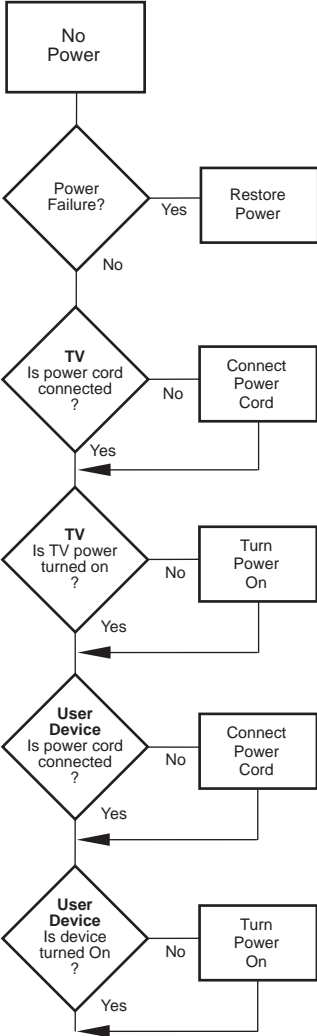 No
Power
Power
Failure?
Yes
Restore
Power
No
TV
Is power cord
connected
?
No
Connect
Power
Cord
Yes
TV
Is TV power
turned on
?
No
Turn
Power
On
Yes
User
Device
Is power cord
connected
?
No
Connect
Power
Cord
Yes
User
Device
Is device
turned On
?
No
Turn
Power
On
Yes